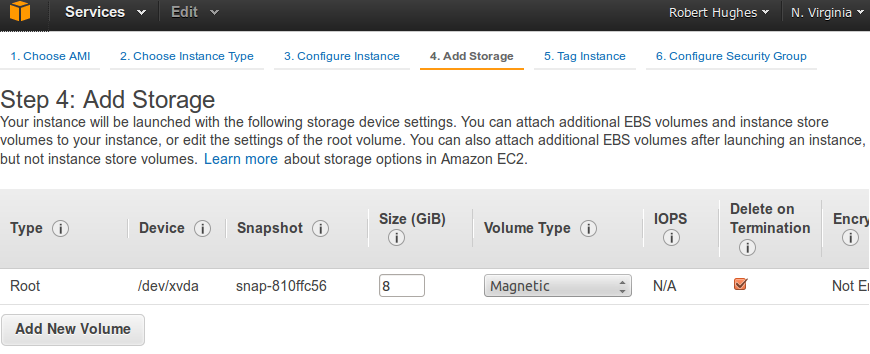 Services Edit Robert Hughes N. Virginia
1. Choose AMI 2. Choose Instance Type 3. Configure Instance 4. Add Storage 5. Tag Instance 6. Configure Security Group
Step 4: Add Storage
Your instance will be launched with the following storage device settings. You can attach additional EBS volumes and instance store
volumes to your instance, or edit the settings of the root volume. You can also attach additional EBS volumes after launching an instance,
but not instance store volumes. Learn more about storage options in Amazon EC2.
Type i Device i Snapshot i Size (GiB) i Volume Type i IOPS i Delete on Termination i Encry i
Root /dev/xvda snap-810ffc56 8 Magnetic N/A Not En
Add New Volume